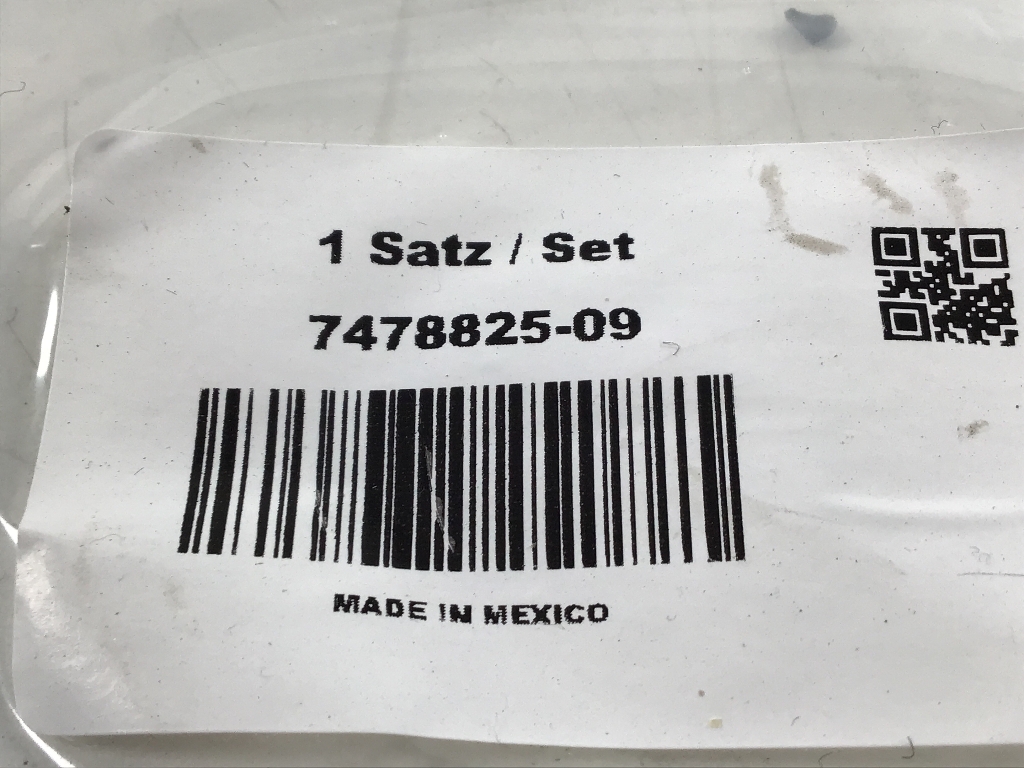 1 Satz / Set
7478825-09
MADE IN MEXICO